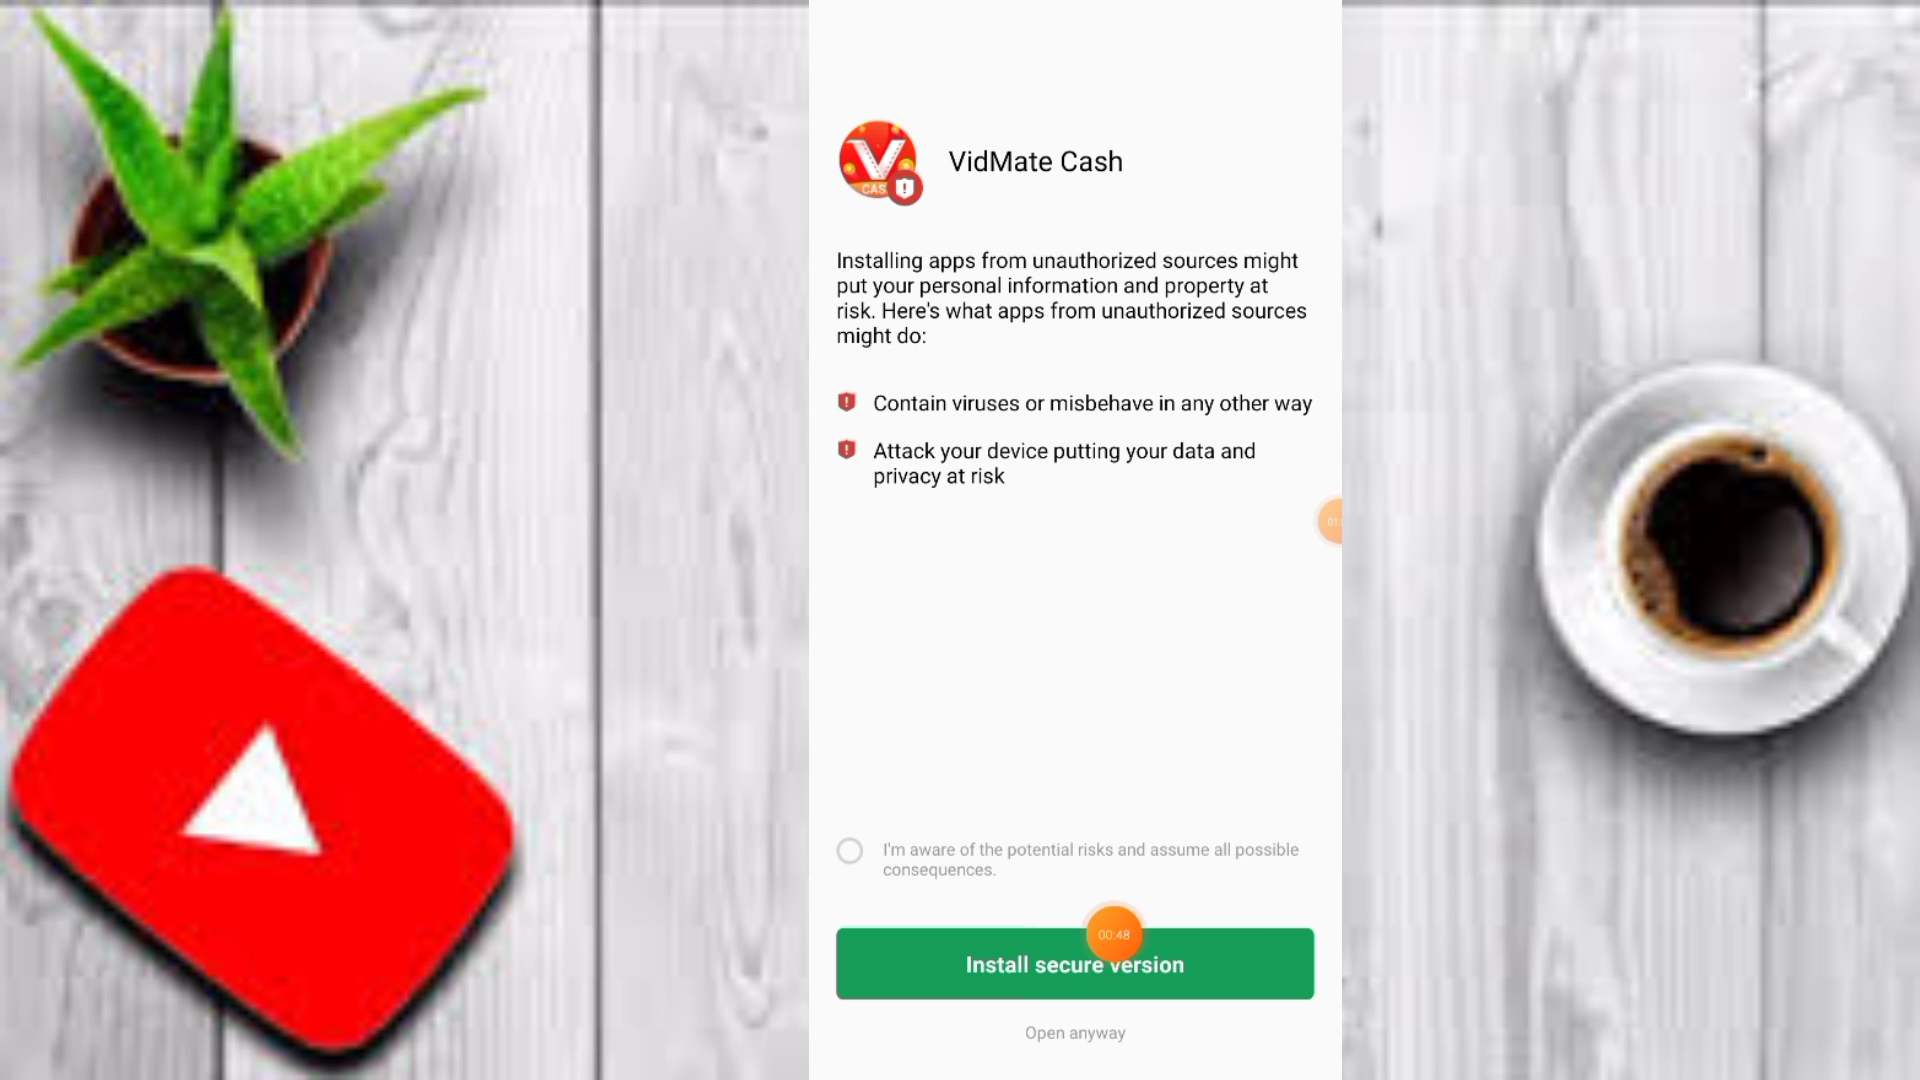 CAS
VidMate Cash
Installing apps from unauthorized sources might
put your personal information and property at
risk. Here's what apps from unauthorized sources
might do:
Contain viruses or misbehave in any other way
Attack your device putting your data and
privacy at risk
01:
I'm aware of the potential risks and assume all possible
consequences.
00:48
Install secure version
Open anyway